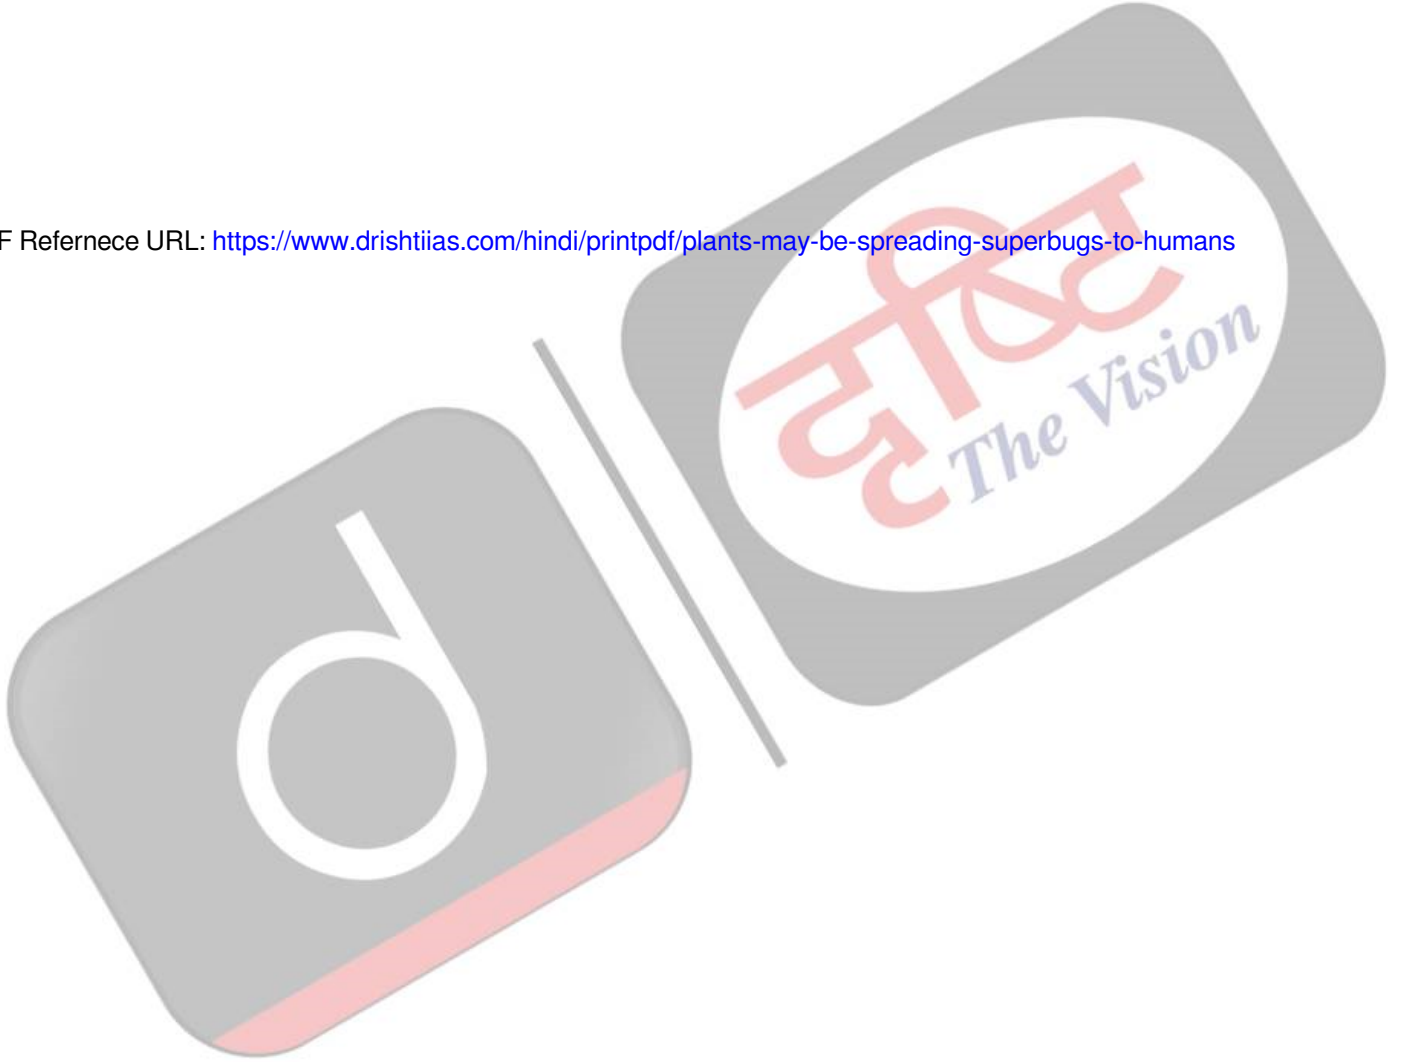 F Refernece URL: https://www.drishtiias.com/hindi/printpdf/plants-may-be-spreading-superbugs-to-humans
दृष्टि
The Vision
d